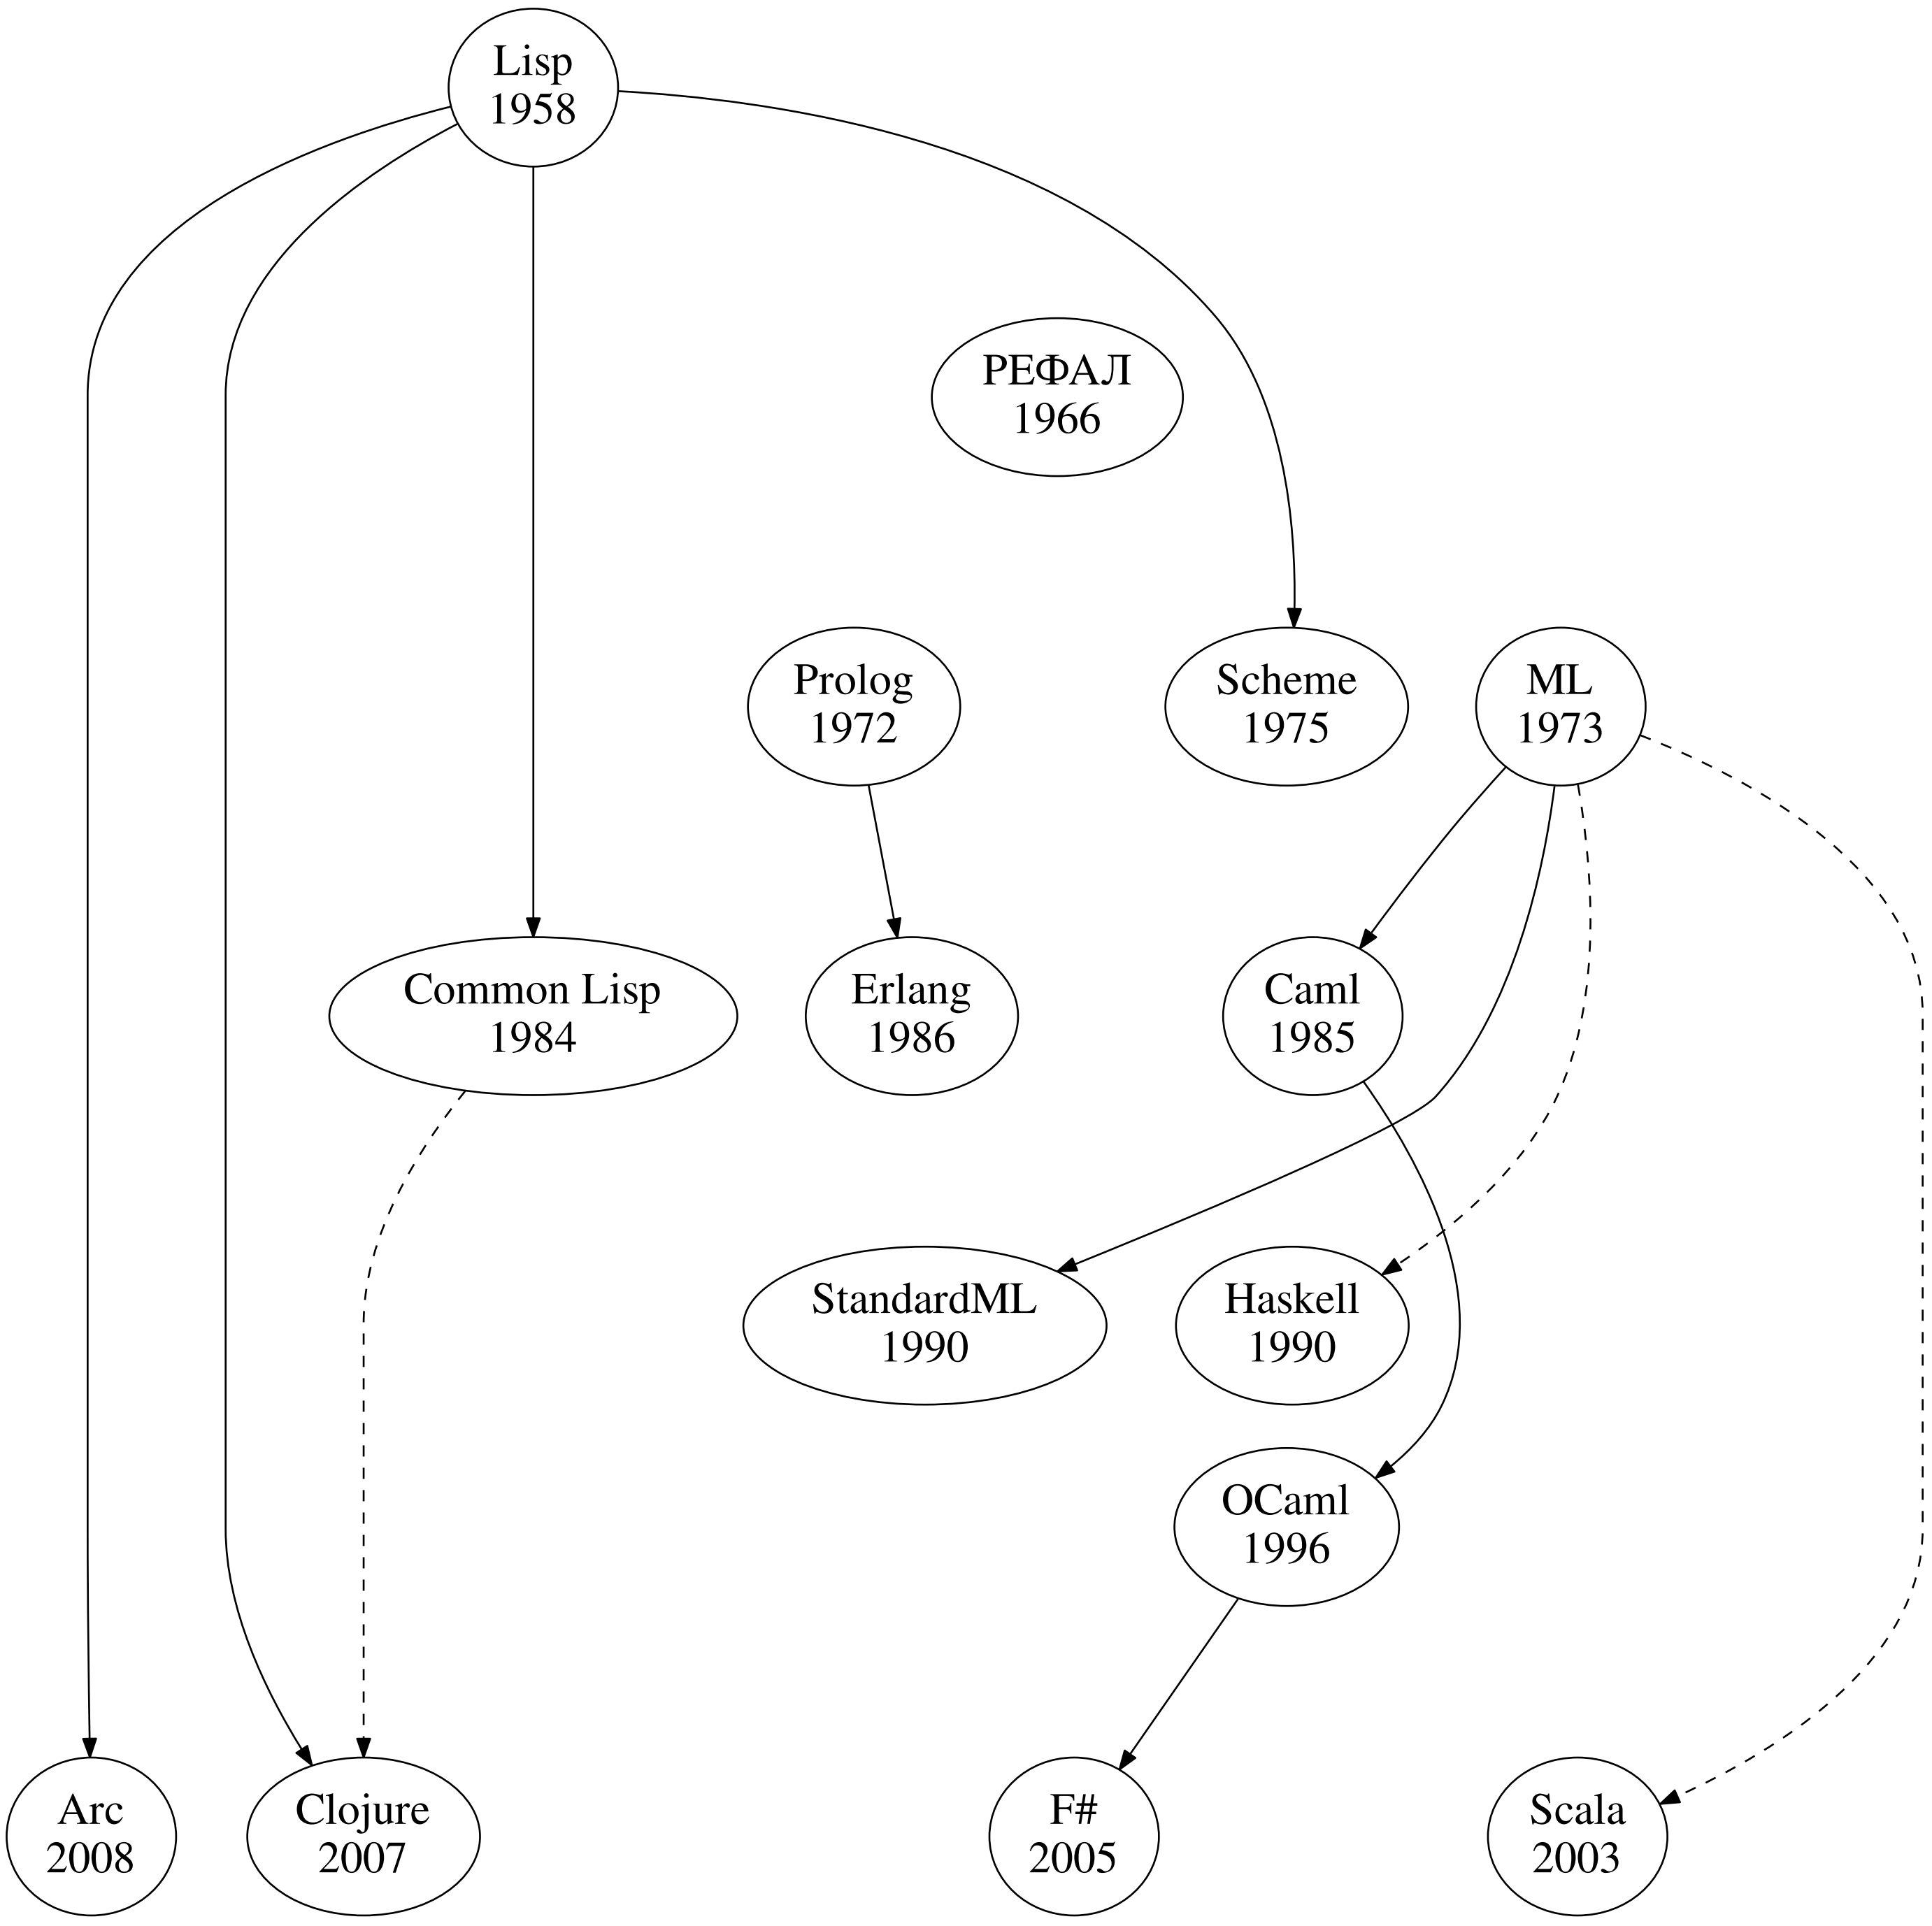 Lisp
1958
РЕФАЛ
1966
Prolog
1972
Scheme
1975
ML
1973
Common Lisp
1984
Erlang
1986
Caml
1985
StandardML
1990
Haskell
1990
OCaml
1996
Arc
2008
Clojure
2007
F#
2005
Scala
2003